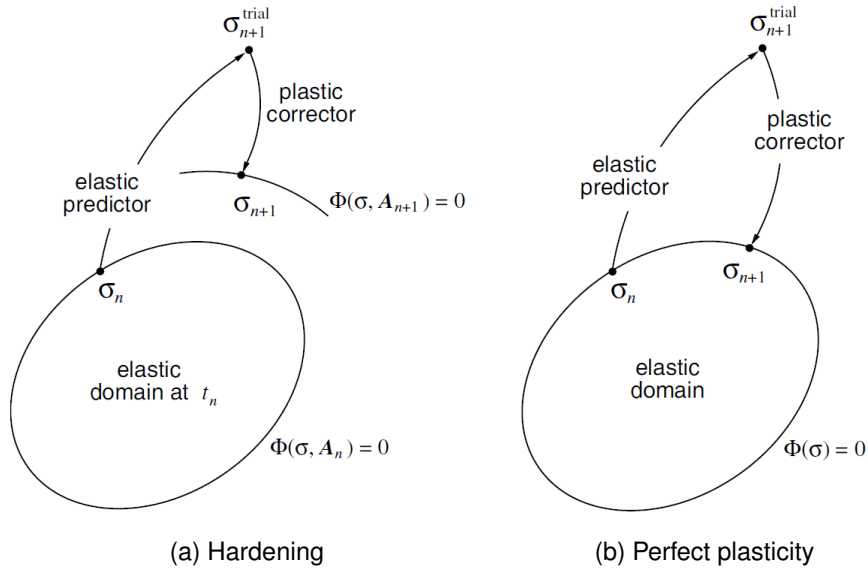 σ_{n+1}^{trial}
plastic
corrector
elastic
predictor
σ_{n+1}
Φ(σ, A_{n+1}) = 0
σ_n
elastic
domain at t_n
Φ(σ, A_n) = 0
(a) Hardening
σ_{n+1}^{trial}
plastic
corrector
elastic
predictor
σ_n
σ_{n+1}
elastic
domain
Φ(σ) = 0
(b) Perfect plasticity